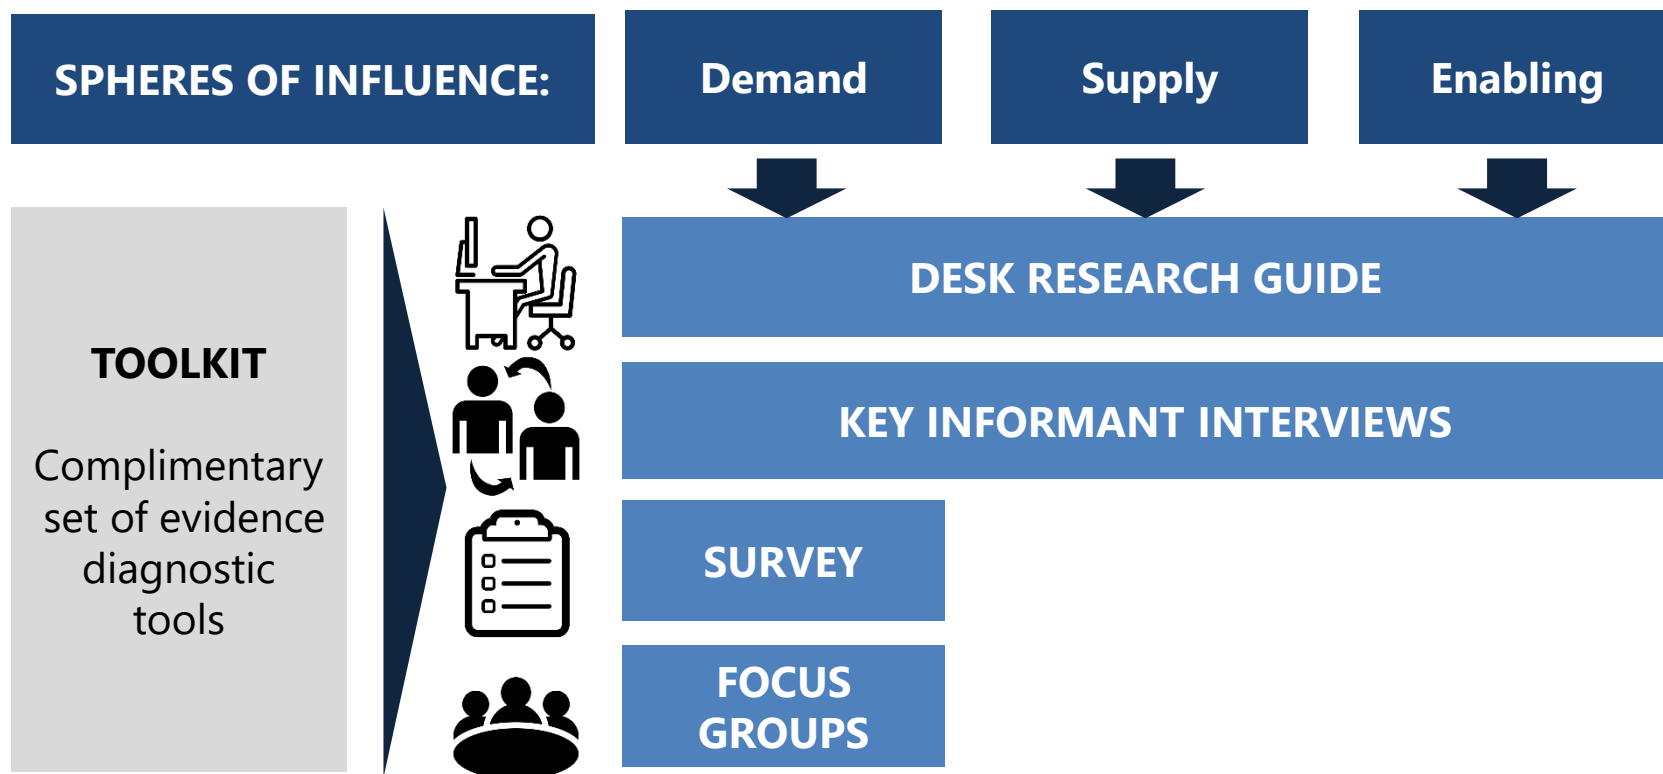 SPHERES OF INFLUENCE:
Demand
Supply
Enabling
TOOLKIT
Complimentary
set of evidence
diagnostic
tools
DESK RESEARCH GUIDE
KEY INFORMANT INTERVIEWS
SURVEY
FOCUS
GROUPS